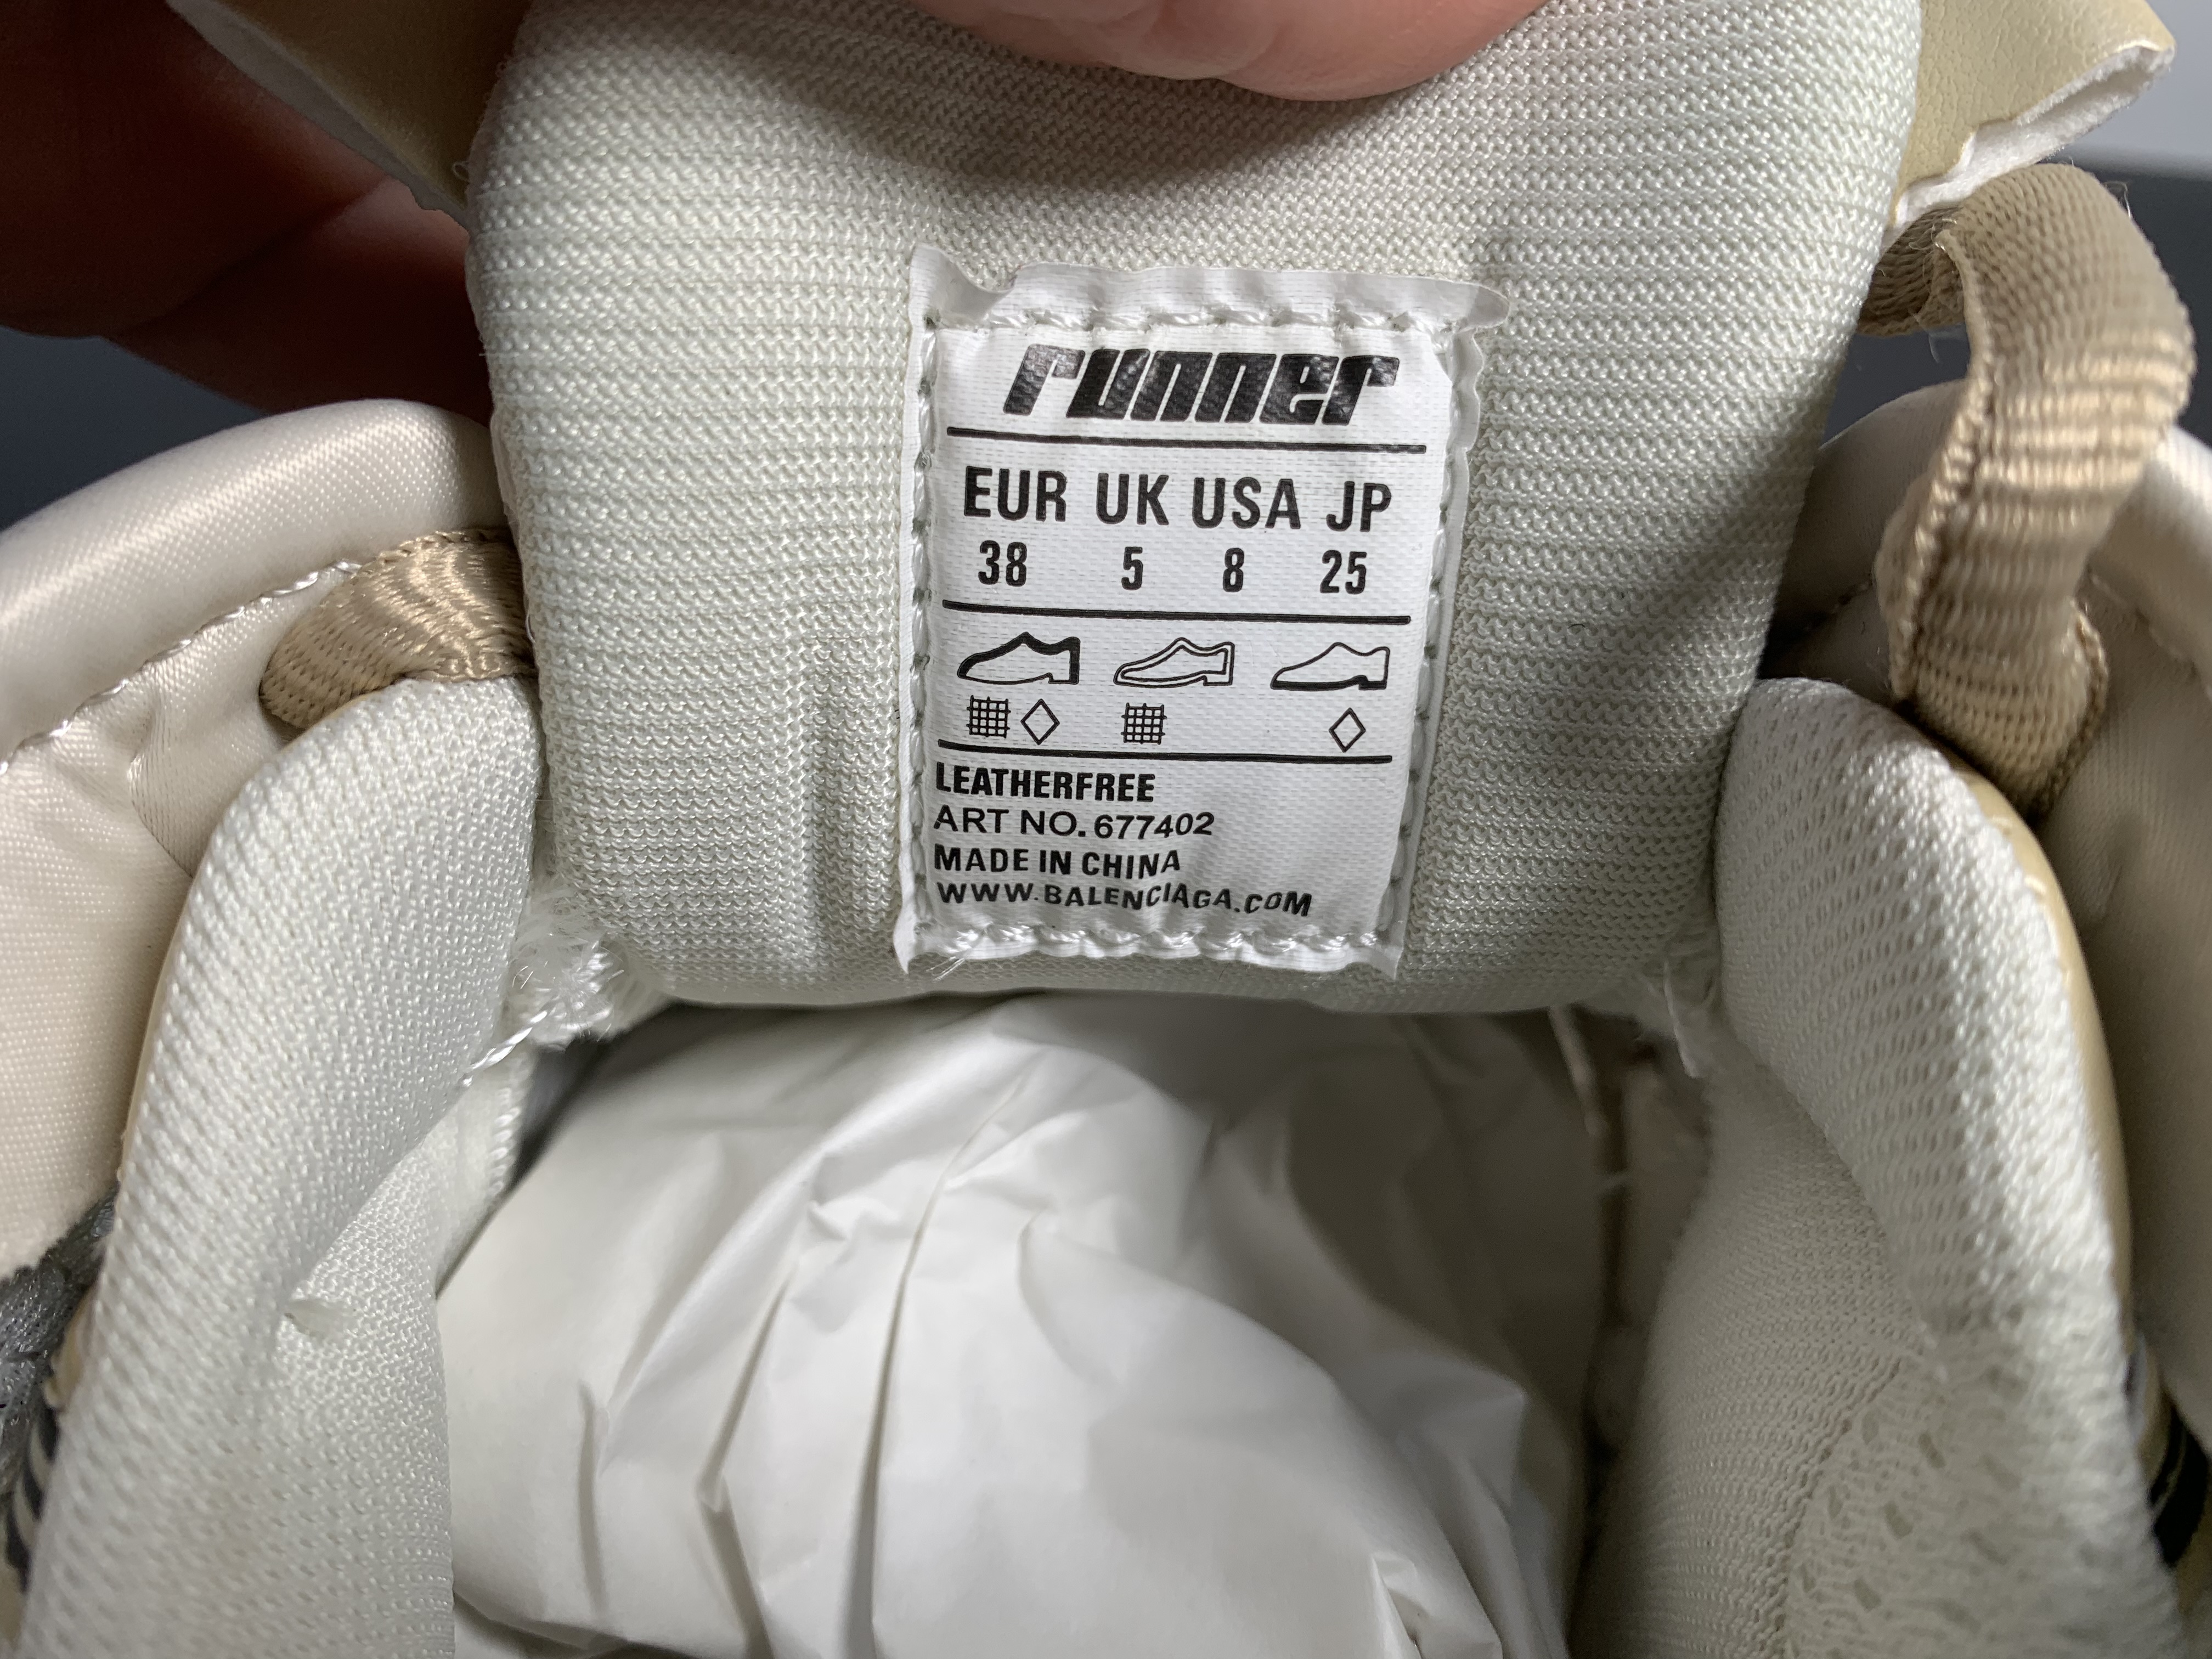 runner
EUR UK USA JP
38 5 8 25
LEATHERFREE
ART NO. 677402
MADE IN CHINA
WWW.BALENCIAGA.COM